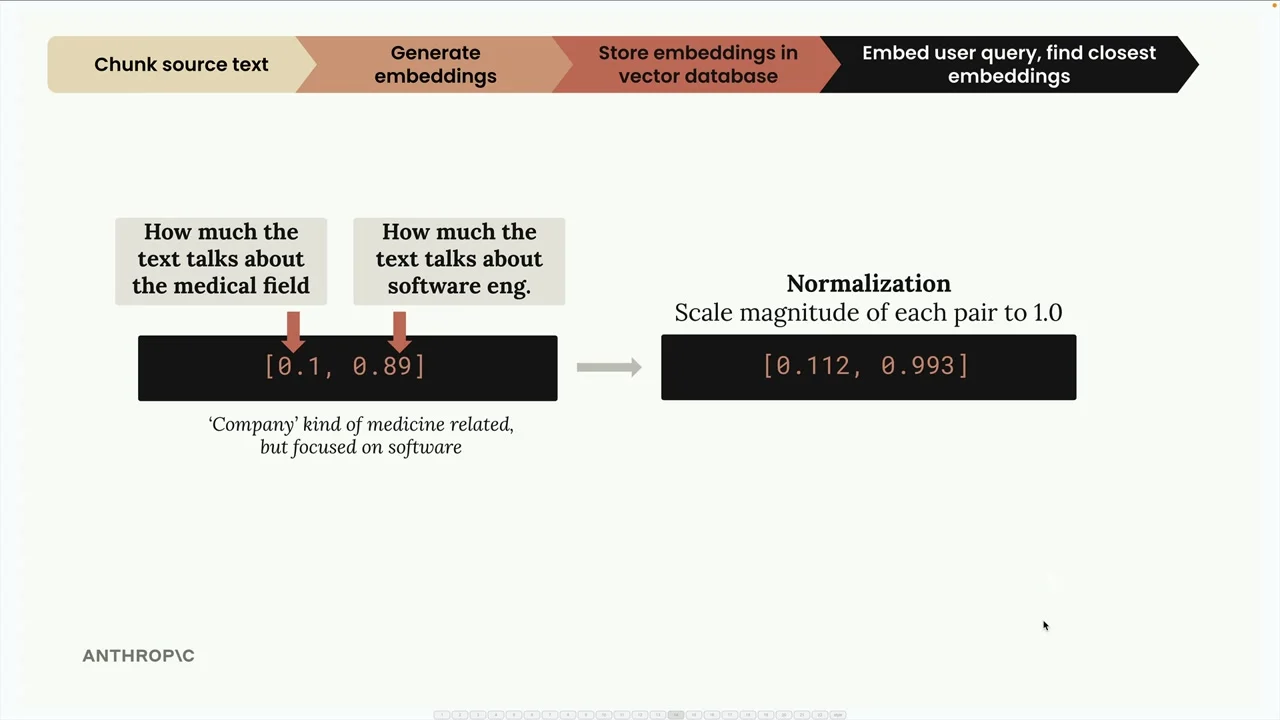 Chunk source text
Generate
embeddings
Store embeddings in
vector database
Embed user query, find closest
embeddings
How much the
text talks about
the medical field
How much the
text talks about
software eng.
[0.1, 0.89]
‘Company’ kind of medicine related,
but focused on software
Normalization
Scale magnitude of each pair to 1.0
[0.112, 0.993]
ANTHROP\C